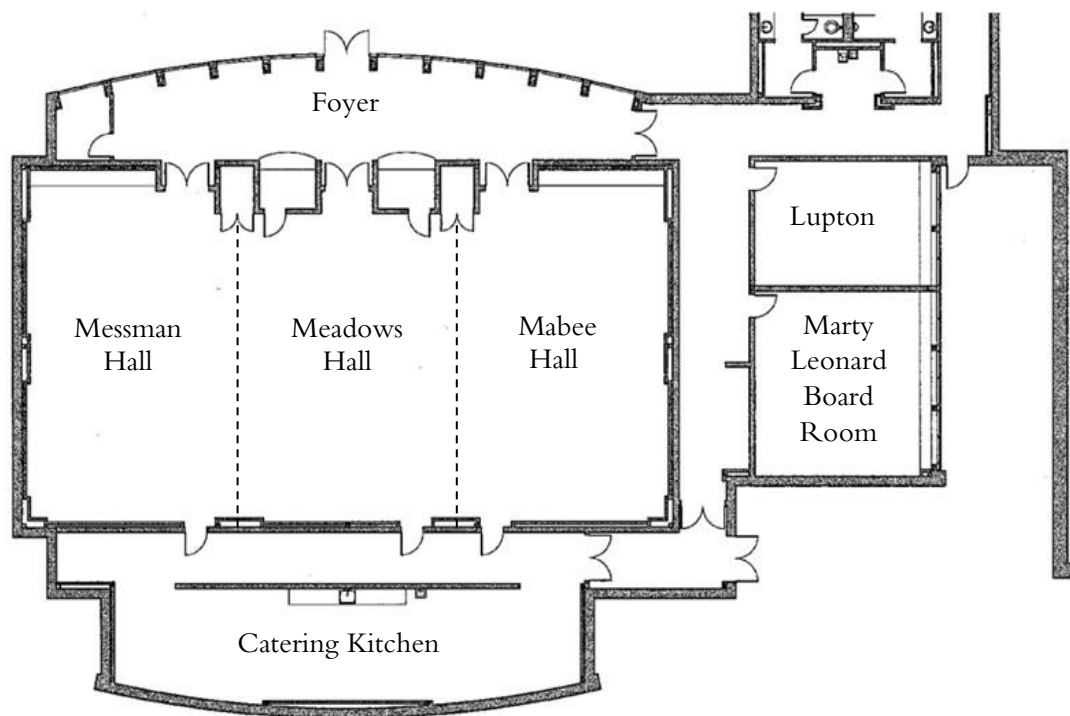 Foyer
Lupton
Messman
Hall
Meadows
Hall
Mabee
Hall
Marty
Leonard
Board
Room
Catering Kitchen